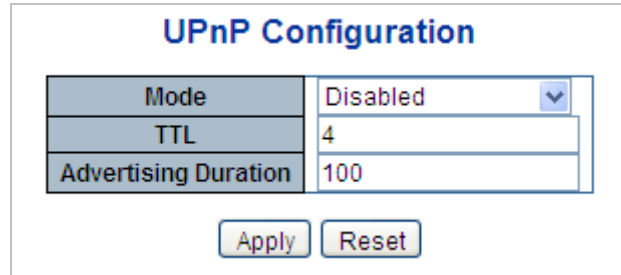 UPnP Configuration
Mode Disabled
TTL 4
Advertising Duration 100
Apply Reset